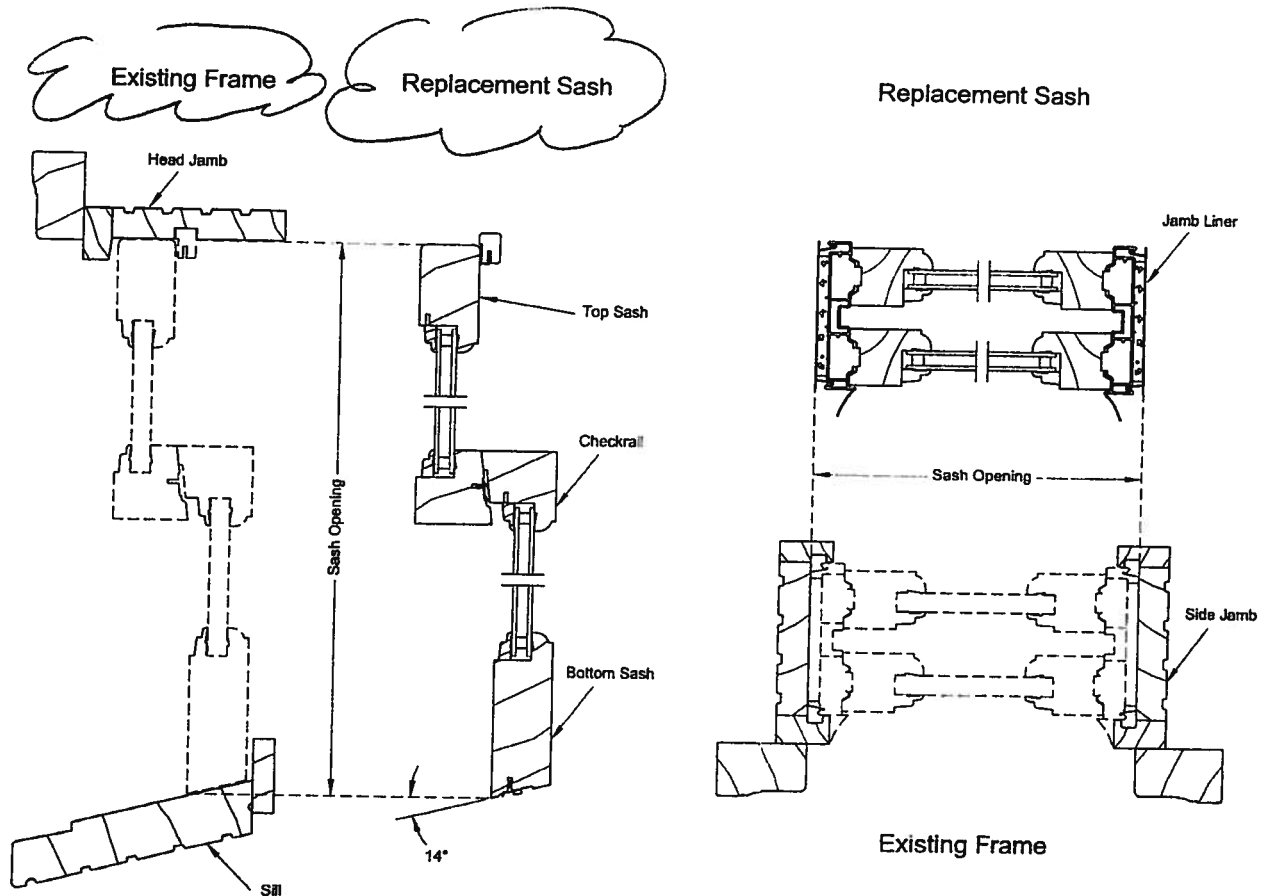 Existing Frame
Replacement Sash
Head Jamb
Top Sash
Checkrail
Sash Opening
Bottom Sash
14°
Sill
Replacement Sash
Jamb Liner
Sash Opening
Side Jamb
Existing Frame